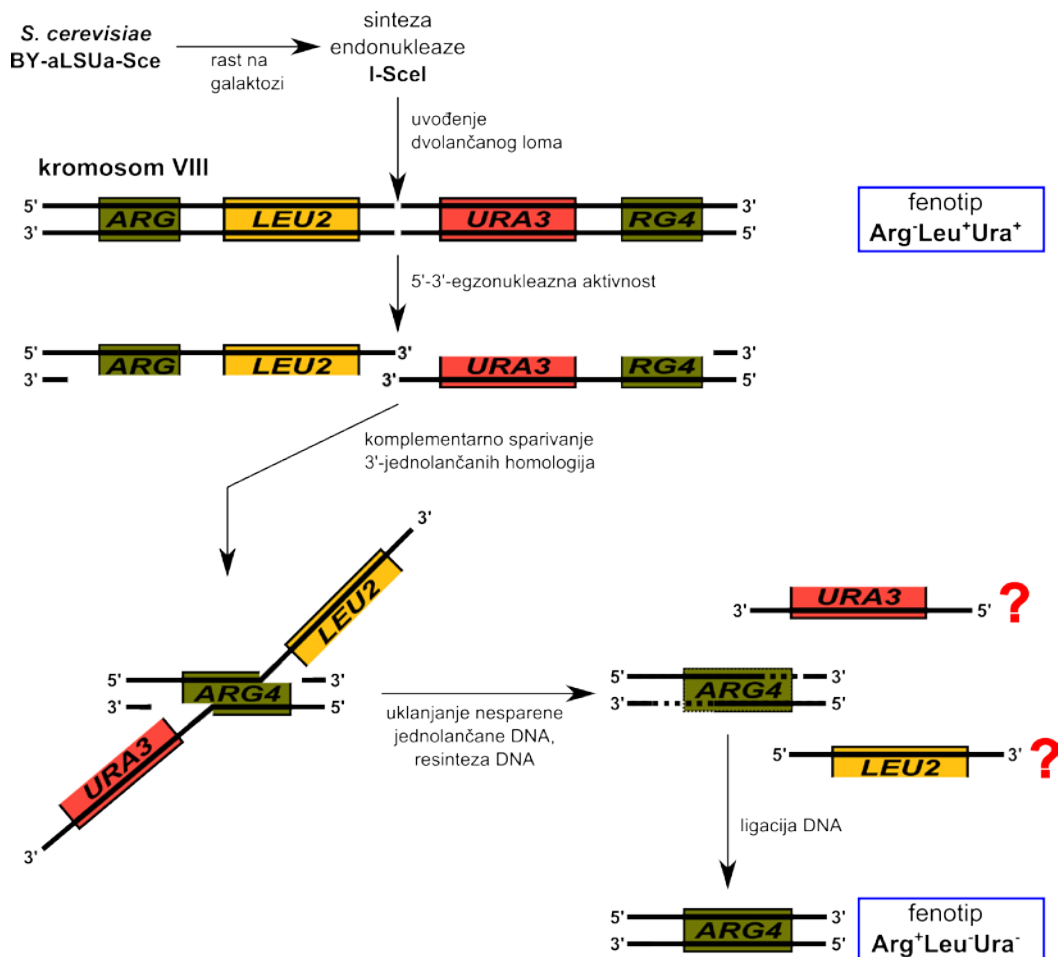 S. cerevisiae
BY-aLSUa-Sce
rast na
galaktozi
sinteza
endonukleaze
I-SceI
uvođenje
dvolančanog loma
kromosom VIII
5' ARG LEU2 URA3 RG4 3'
3' 5'
fenotip
Arg⁻Leu⁺Ura⁺
5'-3'-egzonukleazna aktivnost
5' ARG LEU2 3' 3'
3' 3' URA3 RG4 5'
komplementarno sparivanje
3'-jednolančanih homologija
3'
LEU2
5' ARG4 3'
3' 5'
URA3
3'
uklanjanje nesparene
jednolančane DNA,
resinteza DNA
3' URA3 5' ?
5' ARG4 3'
3' 5'
5' LEU2 3' ?
ligacija DNA
5' ARG4 3'
3' 5'
fenotip
Arg⁺Leu⁻Ura⁻